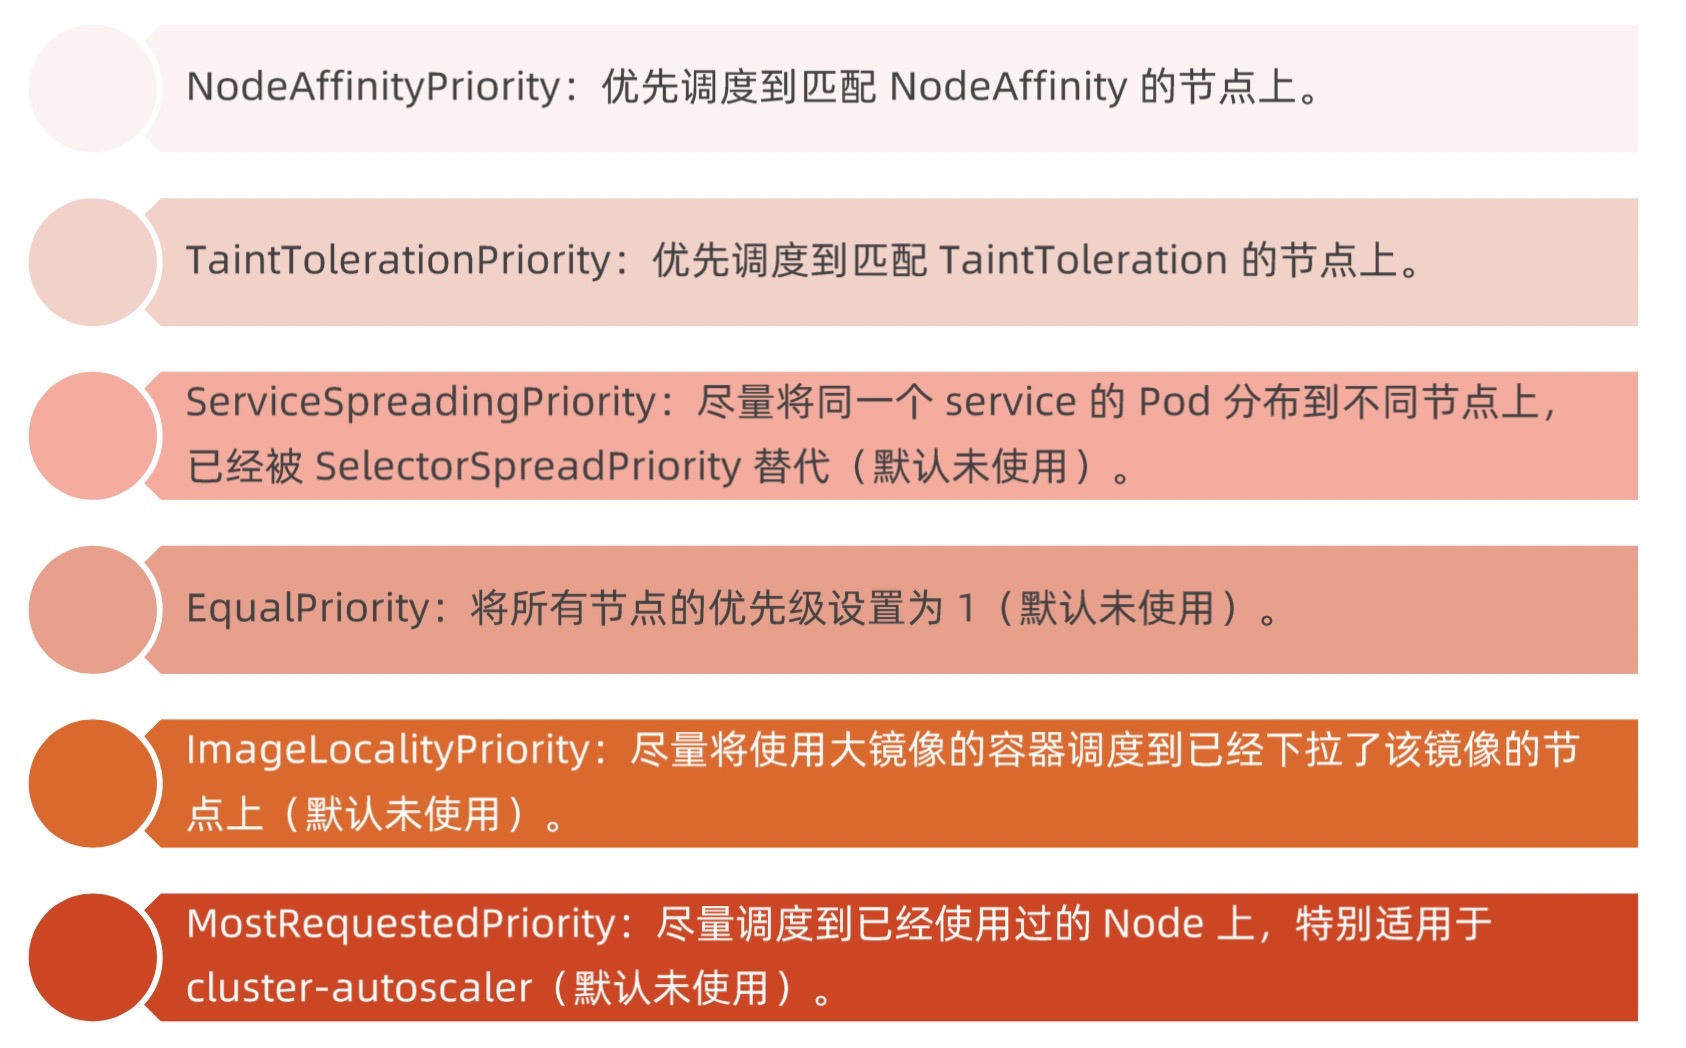 NodeAffinityPriority：优先调度到匹配 NodeAffinity 的节点上。
TaintTolerationPriority：优先调度到匹配 TaintToleration 的节点上。
ServiceSpreadingPriority：尽量将同一个 service 的 Pod 分布到不同节点上，
已经被 SelectorSpreadPriority 替代（默认未使用）。
EqualPriority：将所有节点的优先级设置为 1（默认未使用）。
ImageLocalityPriority：尽量将使用大镜像的容器调度到已经下拉了该镜像的节
点上（默认未使用）。
MostRequestedPriority：尽量调度到已经使用过的 Node 上，特别适用于
cluster-autoscaler（默认未使用）。